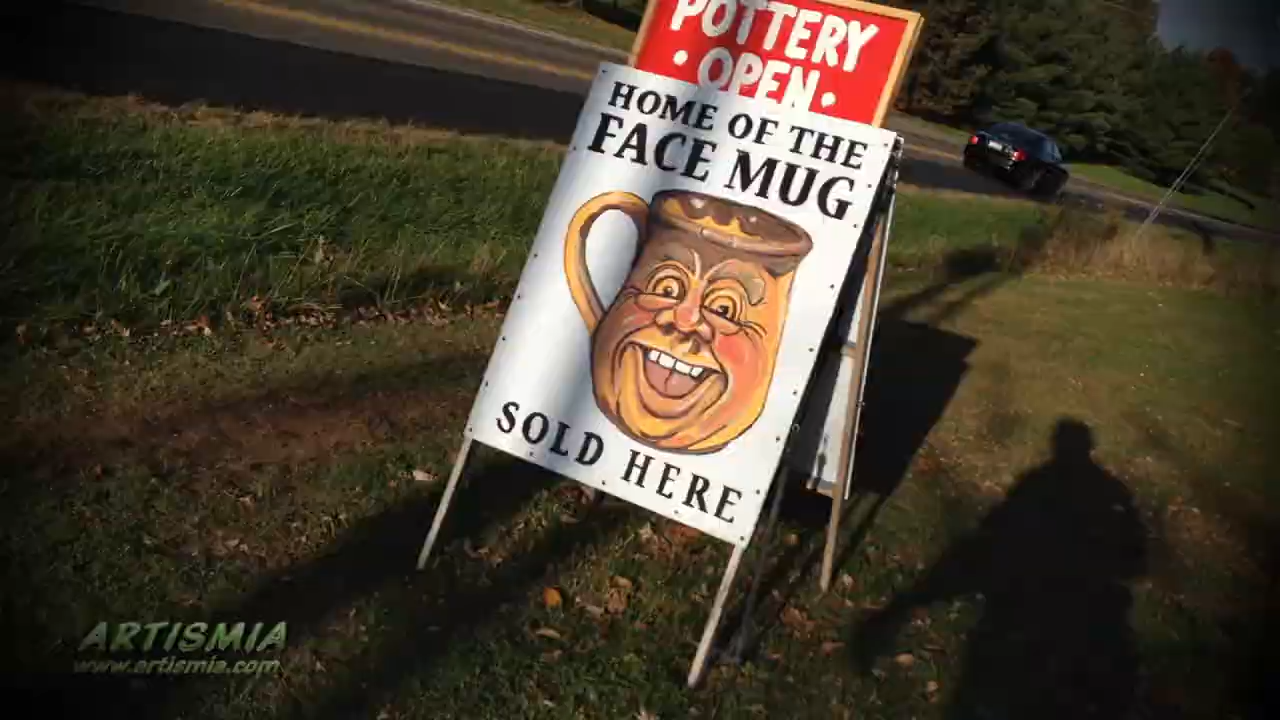 POTTERY
• OPEN •
HOME OF THE
FACE MUG
SOLD HERE
ARTISMIA
www.artismia.com